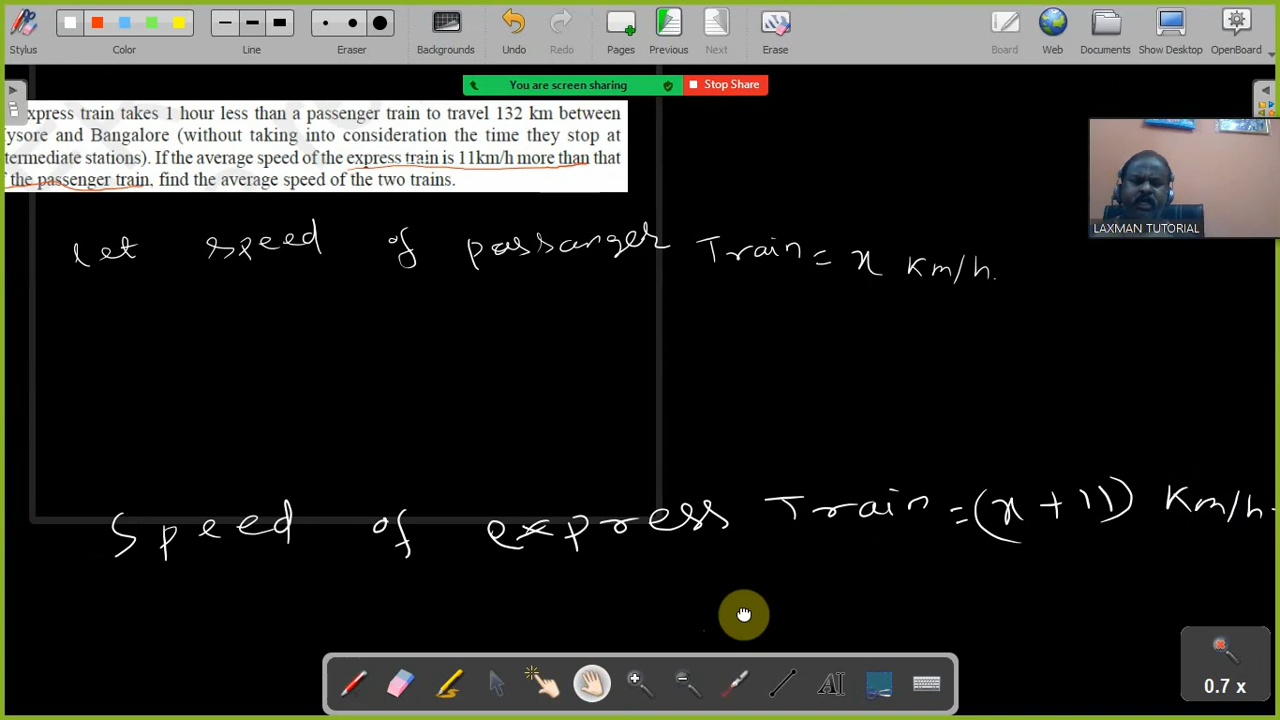 Stylus
Color
Line
Eraser
Backgrounds
Undo
Redo
Pages
Previous
Next
Erase
Board
Web
Documents
Show Desktop
OpenBoard
You are screen sharing
Stop Share
xpress train takes 1 hour less than a passenger train to travel 132 km between
ysore and Bangalore (without taking into consideration the time they stop at
termediate stations). If the average speed of the express train is 11km/h more than that
f the passenger train, find the average speed of the two trains.
LAXMAN TUTORIAL
Let speed of passanger Train = x Km/h.
Speed of express Train = (x + 11) Km/h.
0.7 x